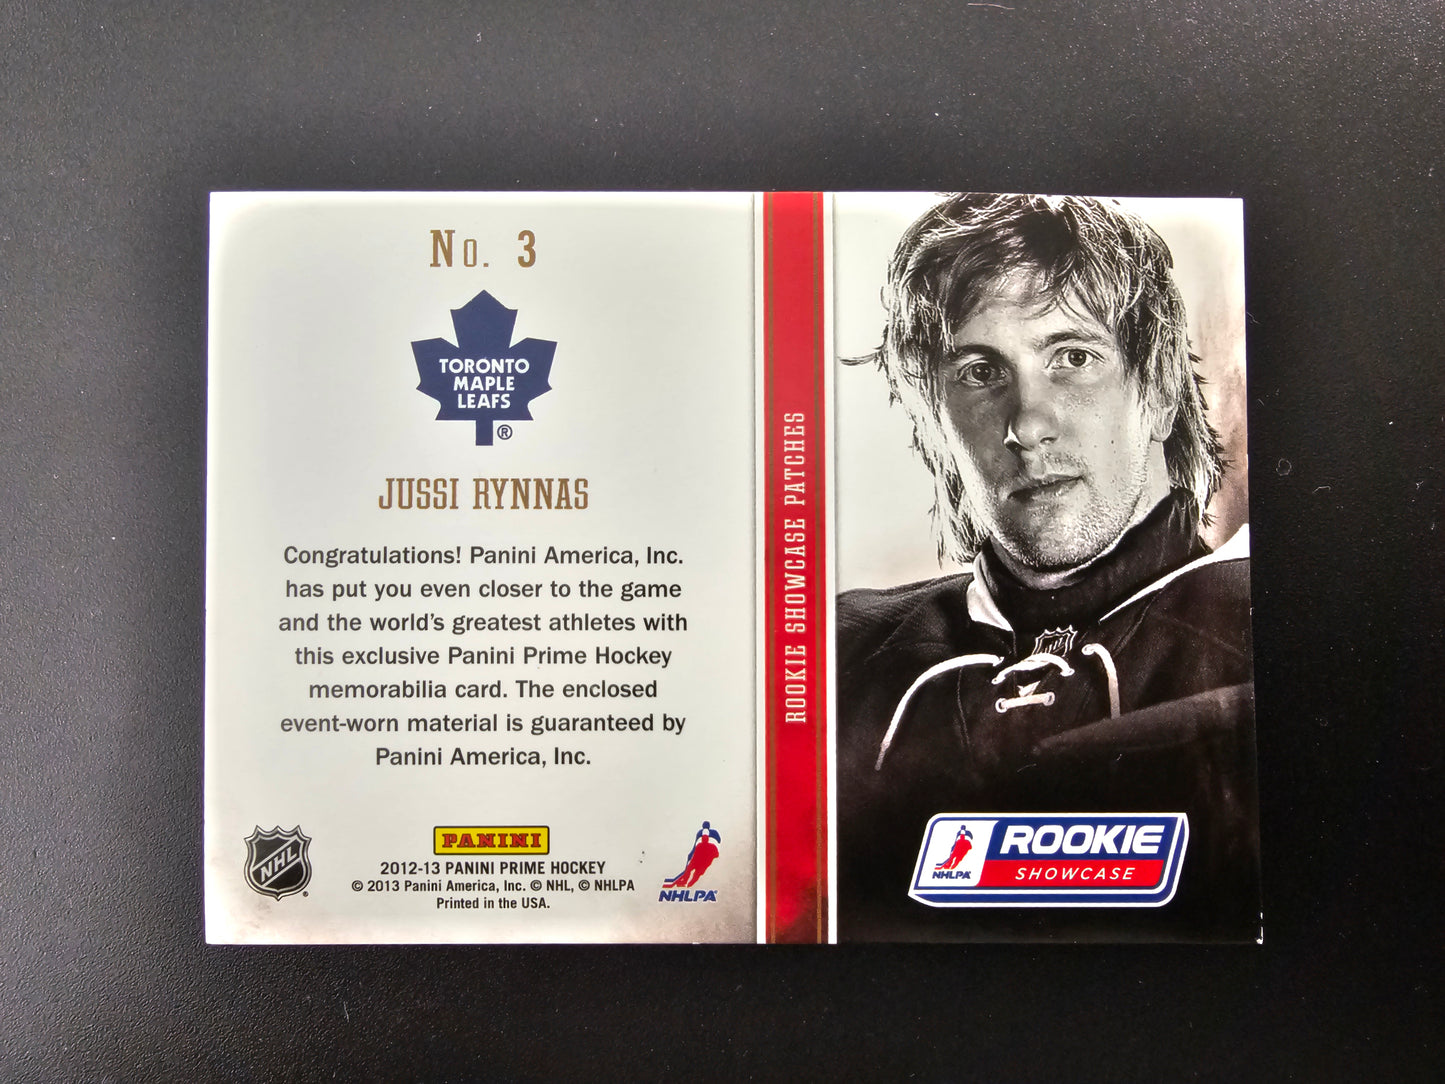 No. 3
TORONTO
MAPLE
LEAFS
®
JUSSI RYNNAS
Congratulations! Panini America, Inc.
has put you even closer to the game
and the world's greatest athletes with
this exclusive Panini Prime Hockey
memorabilia card. The enclosed
event-worn material is guaranteed by
Panini America, Inc.
NHL
PANINI
2012-13 PANINI PRIME HOCKEY
© 2013 Panini America, Inc. © NHL, © NHLPA
Printed in the USA.
NHLPA
ROOKIE SHOWCASE PATCHES
NHL
NHLPA
ROOKIE
SHOWCASE